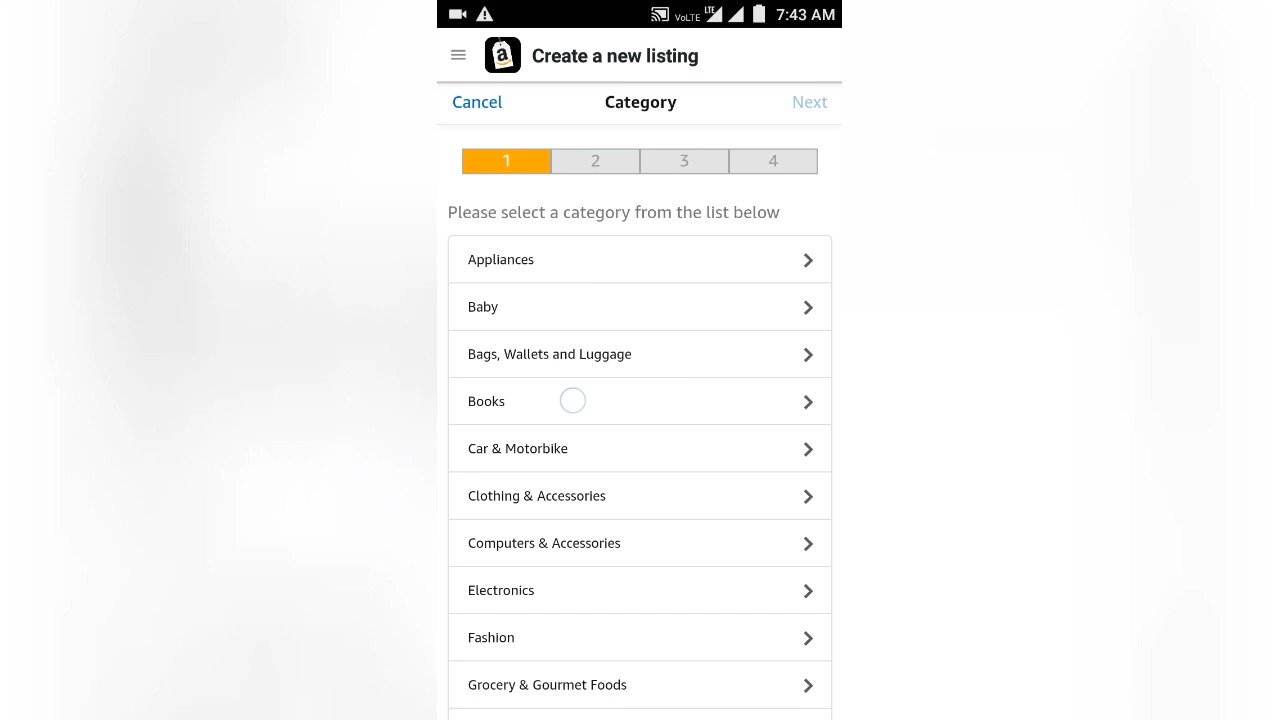 VoLTE LTE 7:43 AM
a Create a new listing
Cancel Category Next
1 2 3 4
Please select a category from the list below
Appliances
Baby
Bags, Wallets and Luggage
Books
Car & Motorbike
Clothing & Accessories
Computers & Accessories
Electronics
Fashion
Grocery & Gourmet Foods